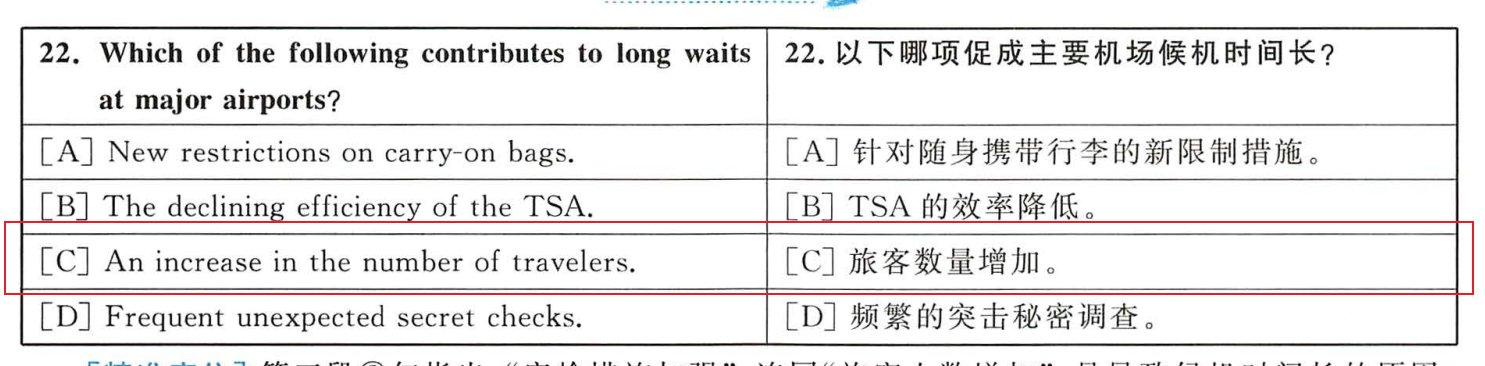 22. Which of the following contributes to long waits
at major airports?
22. 以下哪项促成主要机场候机时间长?
[A] New restrictions on carry-on bags.
[A] 针对随身携带行李的新限制措施。
[B] The declining efficiency of the TSA.
[B] TSA 的效率降低。
[C] An increase in the number of travelers.
[C] 旅客数量增加。
[D] Frequent unexpected secret checks.
[D] 频繁的突击秘密调查。